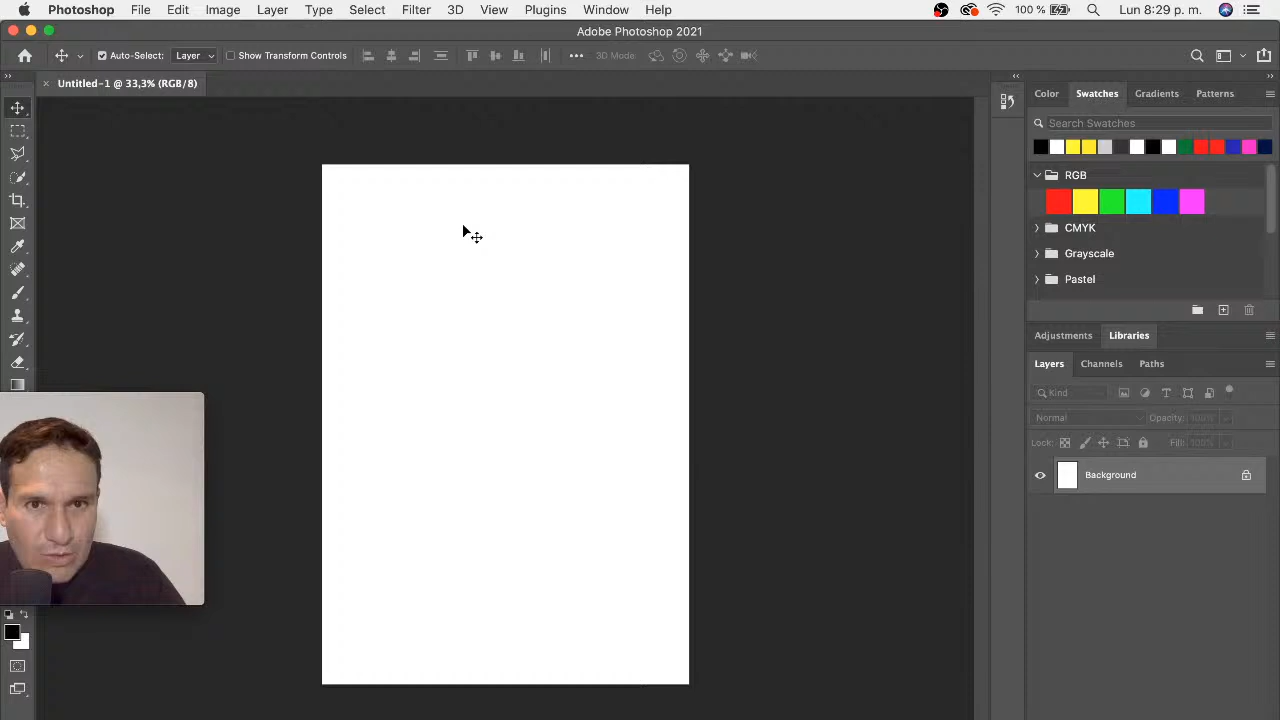 Photoshop File Edit Image Layer Type Select Filter 3D View Plugins Window Help 100 % Lun 8:29 p. m.
Adobe Photoshop 2021
Auto-Select: Layer Show Transform Controls 3D Mode:
Untitled-1 @ 33,3% (RGB/8)
Color Swatches Gradients Patterns
Search Swatches
RGB
CMYK
Grayscale
Pastel
Adjustments Libraries
Layers Channels Paths
Kind
Normal Opacity: 100%
Lock: Fill: 100%
Background